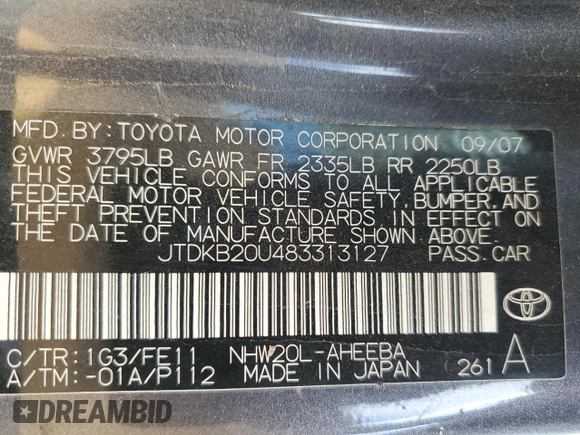 MFD. BY: TOYOTA MOTOR CORPORATION 09/07
GVWR 3795LB GAWR FR 2335LB RR 2250LB
THIS VEHICLE CONFORMS TO ALL APPLICABLE
FEDERAL MOTOR VEHICLE SAFETY, BUMPER, AND
THEFT PREVENTION STANDARDS IN EFFECT ON
THE DATE OF MANUFACTURE SHOWN ABOVE.
JTDKB20U483313127 PASS. CAR
C/TR: 1G3/FE11 NHW20L-AHEEBA
A/TM: -01A/P112 MADE IN JAPAN 261 A
DREAMBID